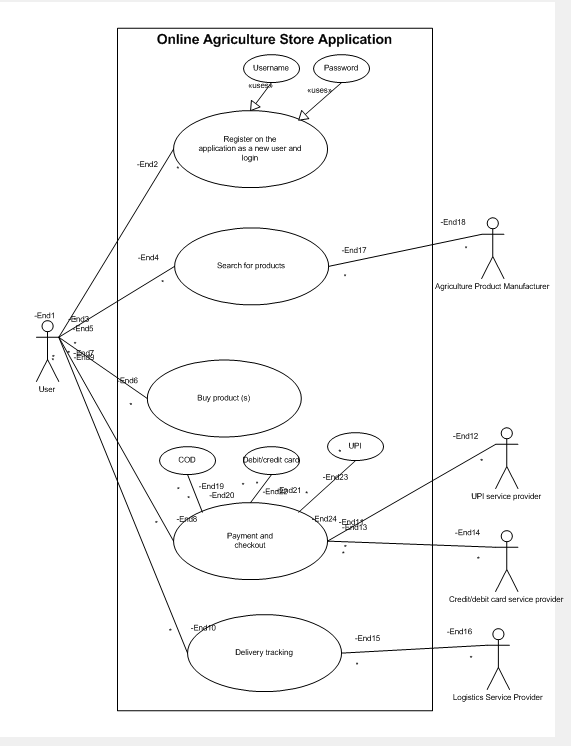 Online Agriculture Store Application
Username
Password
«uses»
«uses»
Register on the
application as a new user and
login
-End2
*
-End18
*
-End17
*
Agriculture Product Manufacturer
-End4
*
Search for products
-End1
-End3
-End5
*
-End7
*
*
User
-End6
*
Buy product (s)
-End12
*
UPI service provider
COD
Debit/credit card
UPI
*
-End19
-End20
*
*
*
*
-End21
*
-End23
-End8
*
-End24
-End13
*
*
Payment and
checkout
-End14
*
Credit/debit card service provider
-End10
*
Delivery tracking
-End15
*
-End16
*
Logistics Service Provider